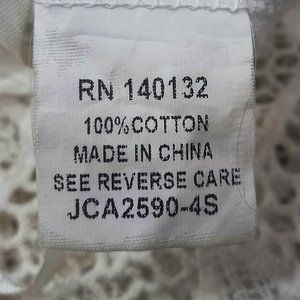 RN 140132
100%COTTON
MADE IN CHINA
SEE REVERSE CARE
JCA2590-4S